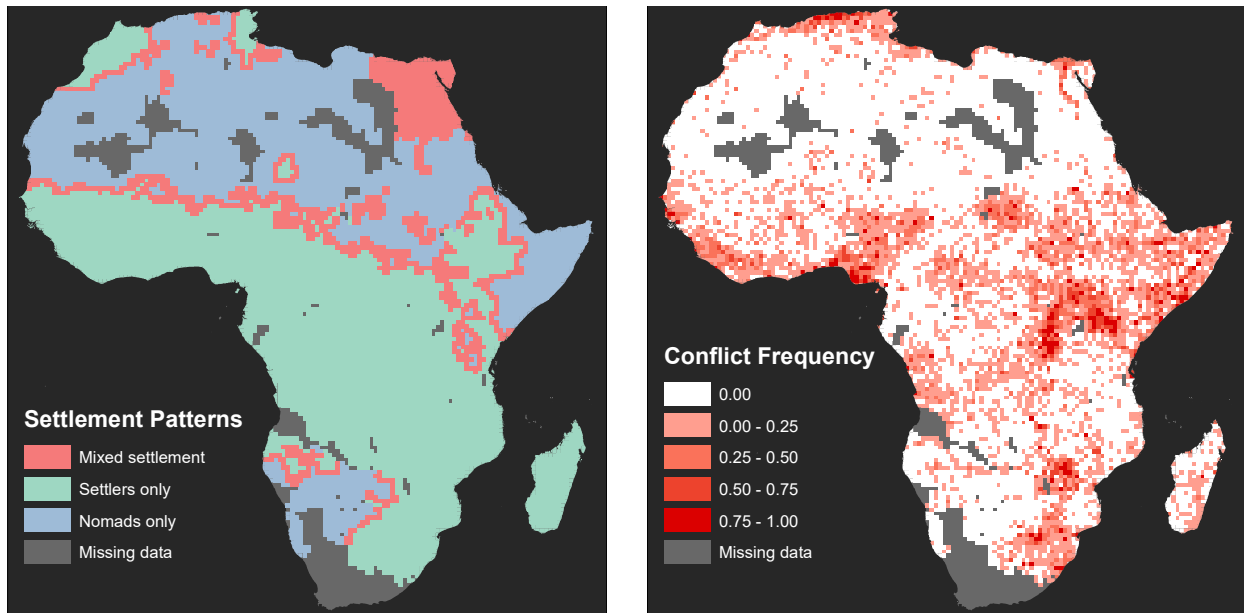 Settlement Patterns
Mixed settlement
Settlers only
Nomads only
Missing data
Conflict Frequency
0.00
0.00 - 0.25
0.25 - 0.50
0.50 - 0.75
0.75 - 1.00
Missing data